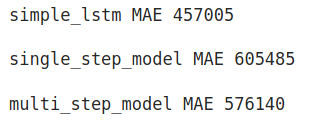 simple_lstm MAE 457005
single_step_model MAE 605485
multi_step_model MAE 576140